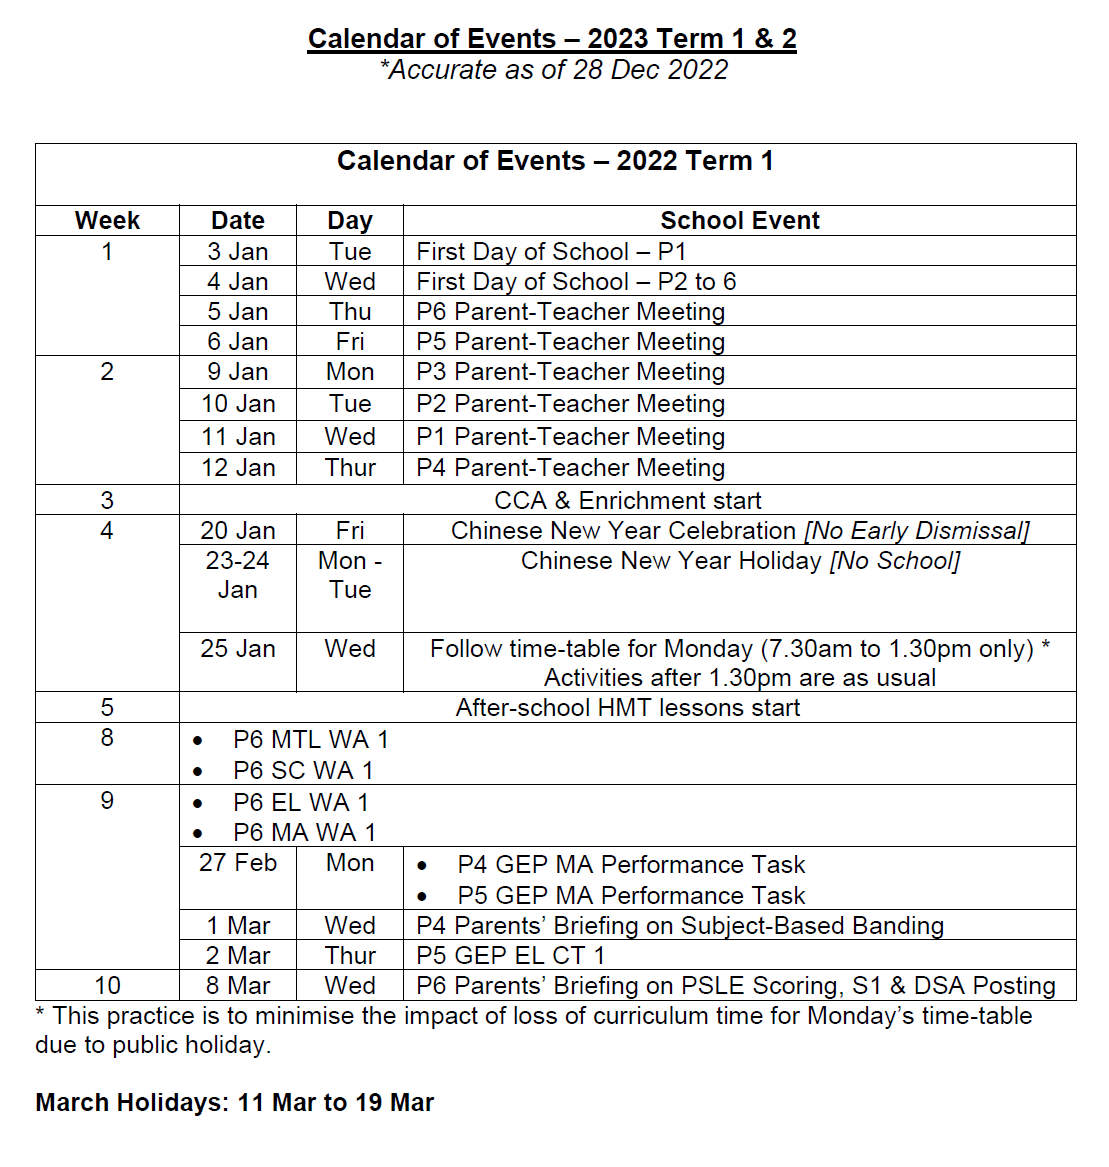 Calendar of Events – 2023 Term 1 & 2
*Accurate as of 28 Dec 2022
Calendar of Events – 2022 Term 1
Week Date Day School Event
1 3 Jan Tue First Day of School – P1
4 Jan Wed First Day of School – P2 to 6
5 Jan Thu P6 Parent-Teacher Meeting
6 Jan Fri P5 Parent-Teacher Meeting
2 9 Jan Mon P3 Parent-Teacher Meeting
10 Jan Tue P2 Parent-Teacher Meeting
11 Jan Wed P1 Parent-Teacher Meeting
12 Jan Thur P4 Parent-Teacher Meeting
3 CCA & Enrichment start
4 20 Jan Fri Chinese New Year Celebration [No Early Dismissal]
23-24 Mon - Chinese New Year Holiday [No School]
Jan Tue
25 Jan Wed Follow time-table for Monday (7.30am to 1.30pm only) *
Activities after 1.30pm are as usual
5 After-school HMT lessons start
8 • P6 MTL WA 1
• P6 SC WA 1
9 • P6 EL WA 1
• P6 MA WA 1
27 Feb Mon • P4 GEP MA Performance Task
• P5 GEP MA Performance Task
1 Mar Wed P4 Parents’ Briefing on Subject-Based Banding
2 Mar Thur P5 GEP EL CT 1
10 8 Mar Wed P6 Parents’ Briefing on PSLE Scoring, S1 & DSA Posting
* This practice is to minimise the impact of loss of curriculum time for Monday’s time-table
due to public holiday.
March Holidays: 11 Mar to 19 Mar